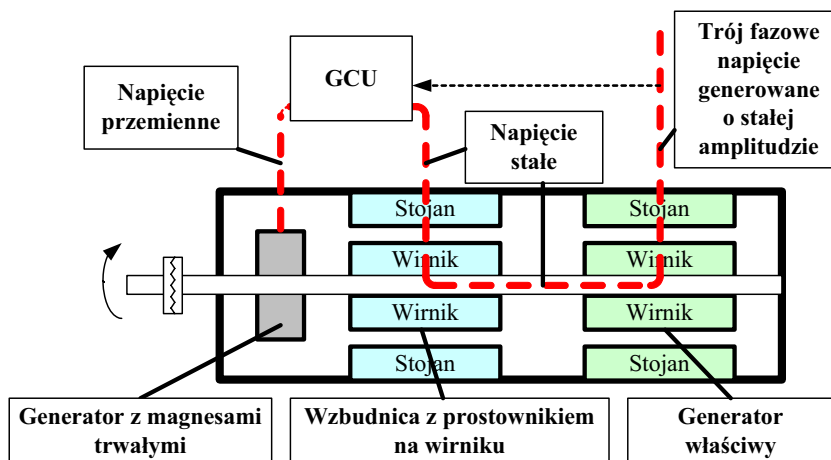 Trój fazowe
napięcie
generowane
o stałej
amplitudzie
GCU
Napięcie
przemienne
Napięcie
stałe
Stojan
Stojan
Wirnik
Wirnik
Wirnik
Wirnik
Stojan
Stojan
Generator z magnesami
trwałymi
Wzbudnica z prostownikiem
na wirniku
Generator
właściwy